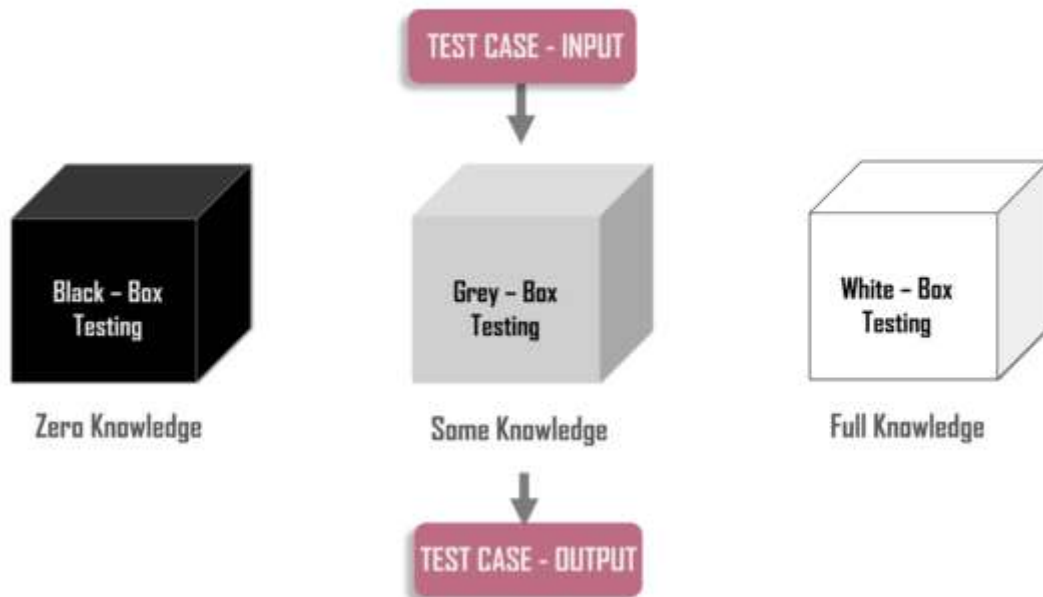 TEST CASE - INPUT
Black – Box
Testing
Grey – Box
Testing
White – Box
Testing
Zero Knowledge
Some Knowledge
Full Knowledge
TEST CASE - OUTPUT